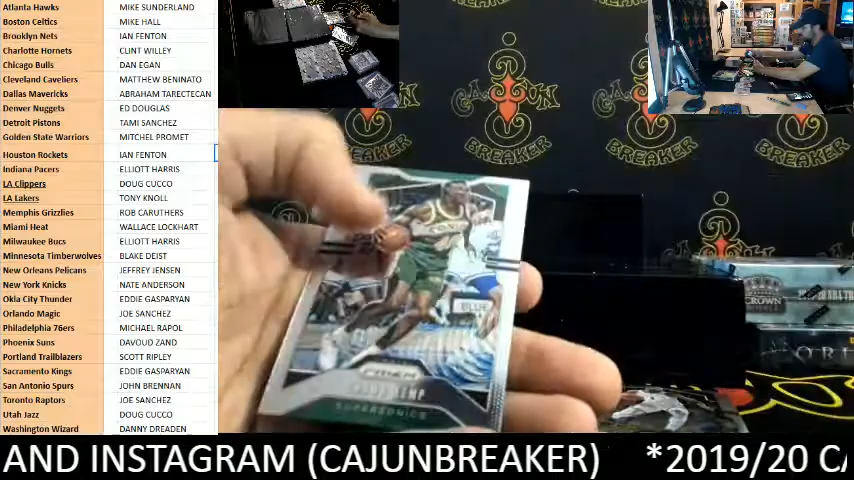 Atlanta Hawks MIKE SUNDERLAND
Boston Celtics MIKE HALL
Brooklyn Nets IAN FENTON
Charlotte Hornets CLINT WILLEY
Chicago Bulls DAN EGAN
Cleveland Cavaliers MATTHEW BENINATO
Dallas Mavericks ABRAHAM TARECTECAN
Denver Nuggets ED DOUGLAS
Detroit Pistons TAMI SANCHEZ
Golden State Warriors MITCHEL PROMET
Houston Rockets IAN FENTON
Indiana Pacers ELLIOTT HARRIS
LA Clippers DOUG CUCCO
LA Lakers TONY KNOLL
Memphis Grizzlies ROB CARUTHERS
Miami Heat WALLACE LOCKHART
Milwaukee Bucs ELLIOTT HARRIS
Minnesota Timberwolves BLAKE DEIST
New Orleans Pelicans JEFFREY JENSEN
New York Knicks NATE ANDERSON
Okla City Thunder EDDIE GASPARYAN
Orlando Magic JOE SANCHEZ
Philadelphia 76ers MICHAEL RAPOL
Phoenix Suns DAVOUD ZAND
Portland Trailblazers SCOTT RIPLEY
Sacramento Kings EDDIE GASPARYAN
San Antonio Spurs JOHN BRENNAN
Toronto Raptors JOE SANCHEZ
Utah Jazz DOUG CUCCO
Washington Wizard DANNY DREADEN
BREAKER
BREAKER
BREAKER
CROWN
PRIZM
SUPERSONICS
AND INSTAGRAM (CAJUNBREAKER) *2019/20 CA